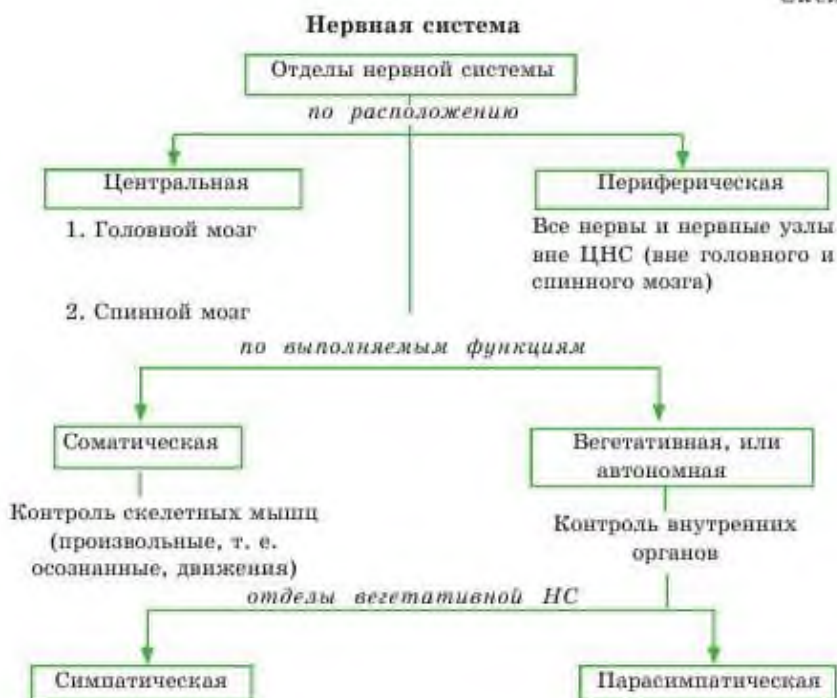 Нервная система
Отделы нервной системы
по расположению
Центральная
Периферическая
1. Головной мозг
2. Спинной мозг
Все нервы и нервные узлы
вне ЦНС (вне головного и
спинного мозга)
по выполняемым функциям
Соматическая
Вегетативная, или
автономная
Контроль скелетных мышц
(произвольные, т. е.
осознанные, движения)
Контроль внутренних
органов
отделы вегетативной НС
Симпатическая
Парасимпатическая